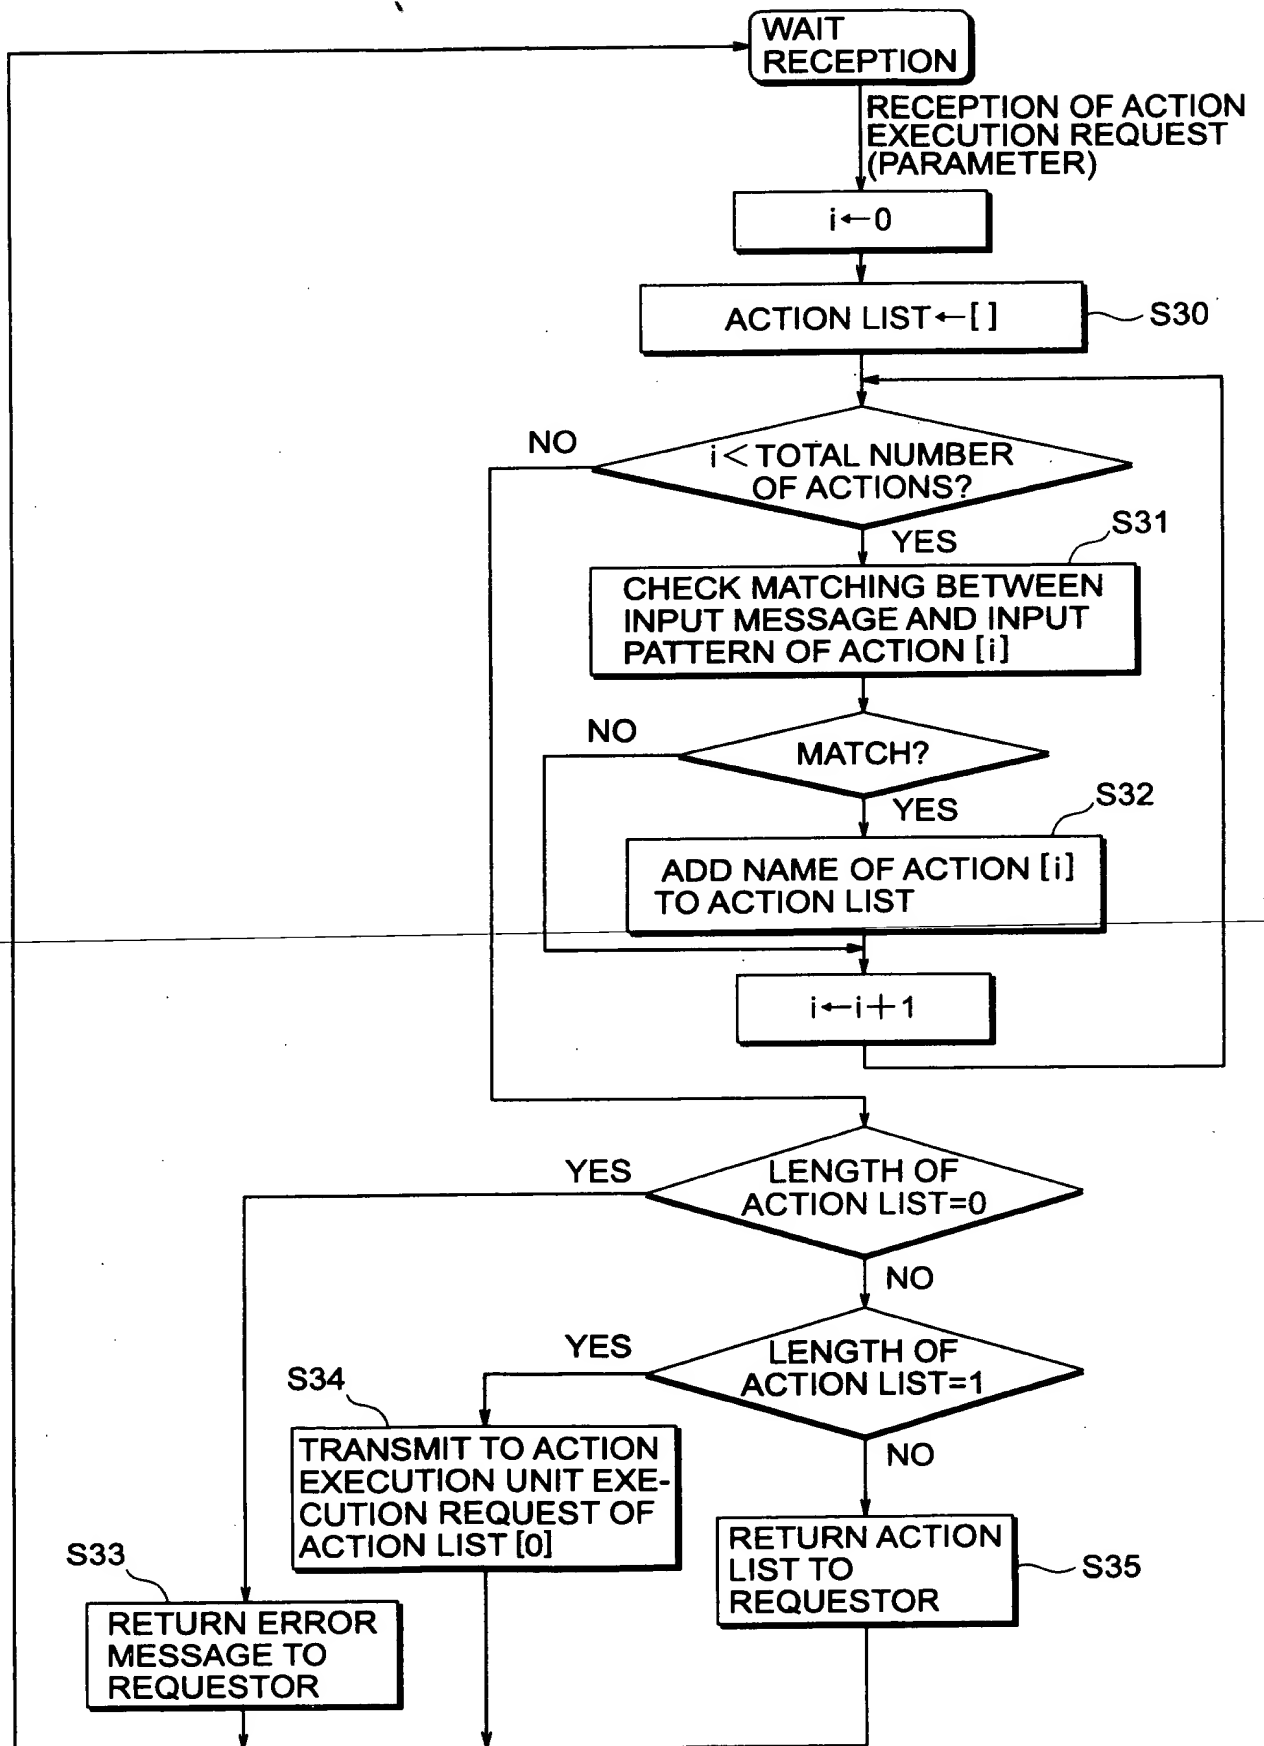 WAIT
RECEPTION
RECEPTION OF ACTION
EXECUTION REQUEST
(PARAMETER)
i←0
ACTION LIST←[ ]
S30
NO
i<TOTAL NUMBER
OF ACTIONS?
YES
S31
CHECK MATCHING BETWEEN
INPUT MESSAGE AND INPUT
PATTERN OF ACTION [i]
NO
MATCH?
YES
S32
ADD NAME OF ACTION [i]
TO ACTION LIST
i←i+1
YES
LENGTH OF
ACTION LIST=0
NO
YES
LENGTH OF
ACTION LIST=1
NO
S34
TRANSMIT TO ACTION
EXECUTION UNIT EXE-
CUTION REQUEST OF
ACTION LIST [0]
RETURN ACTION
LIST TO
REQUESTOR
S35
S33
RETURN ERROR
MESSAGE TO
REQUESTOR